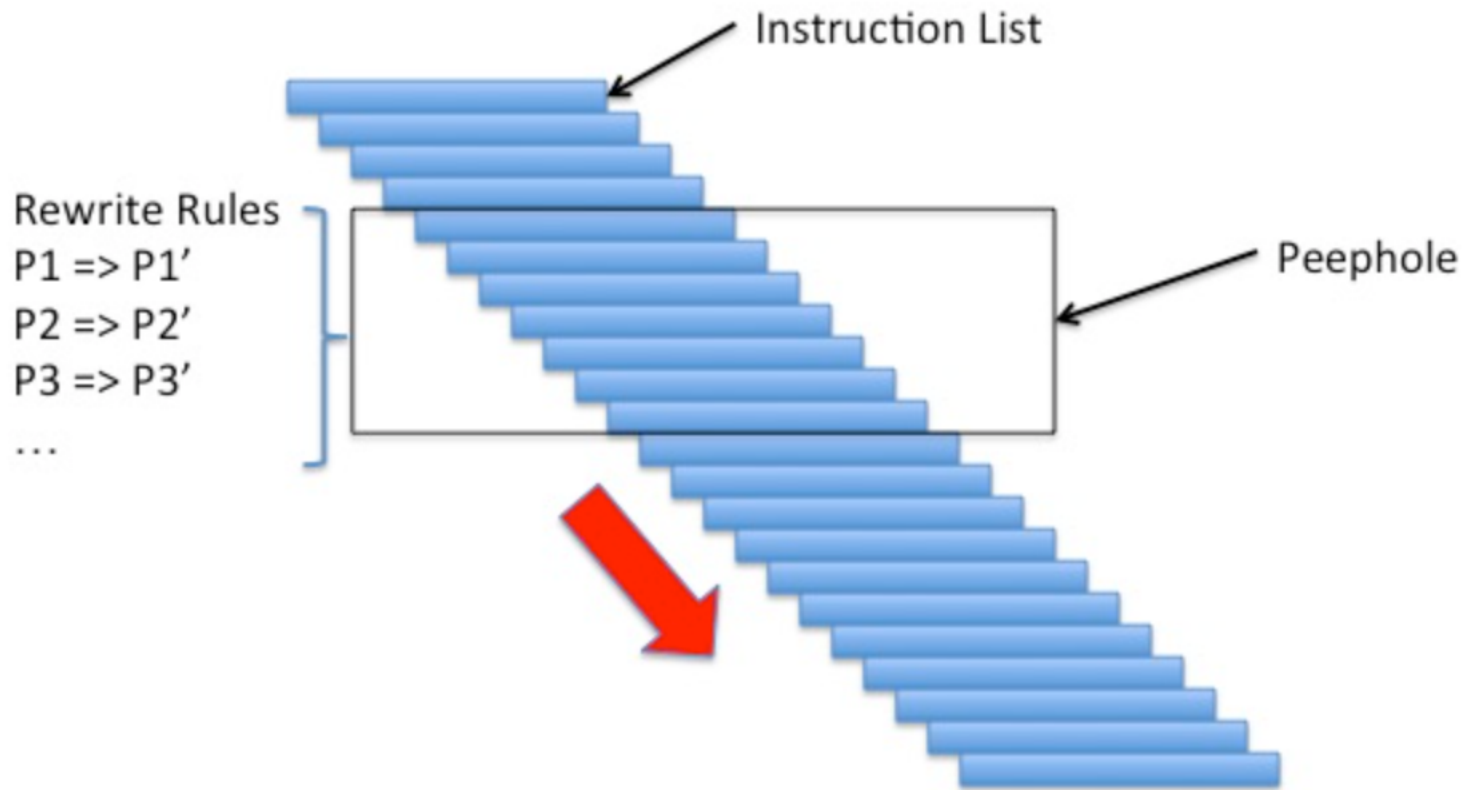 Instruction List
Rewrite Rules
P1 => P1’
P2 => P2’
P3 => P3’
...
Peephole